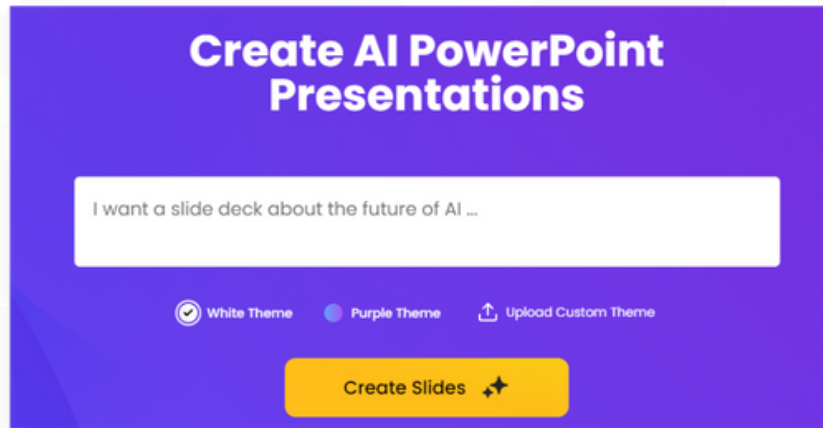 Create AI PowerPoint
Presentations
I want a slide deck about the future of AI ...
White Theme Purple Theme Upload Custom Theme
Create Slides